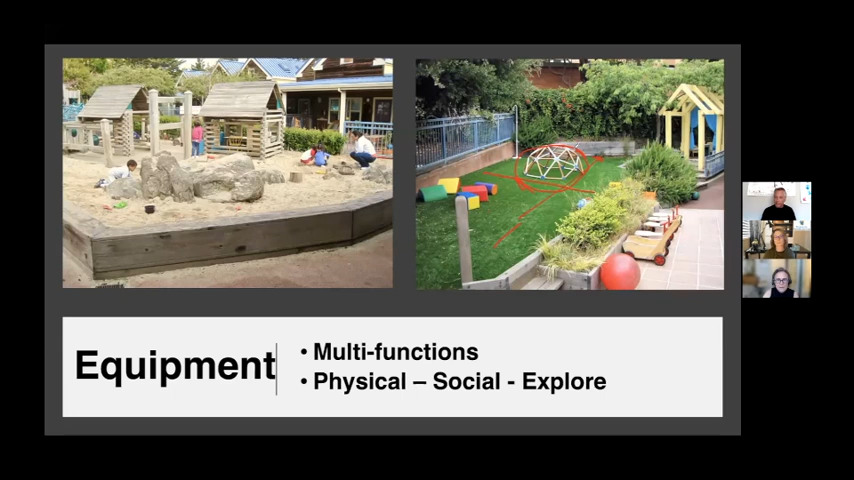 Equipment
• Multi-functions
• Physical – Social - Explore